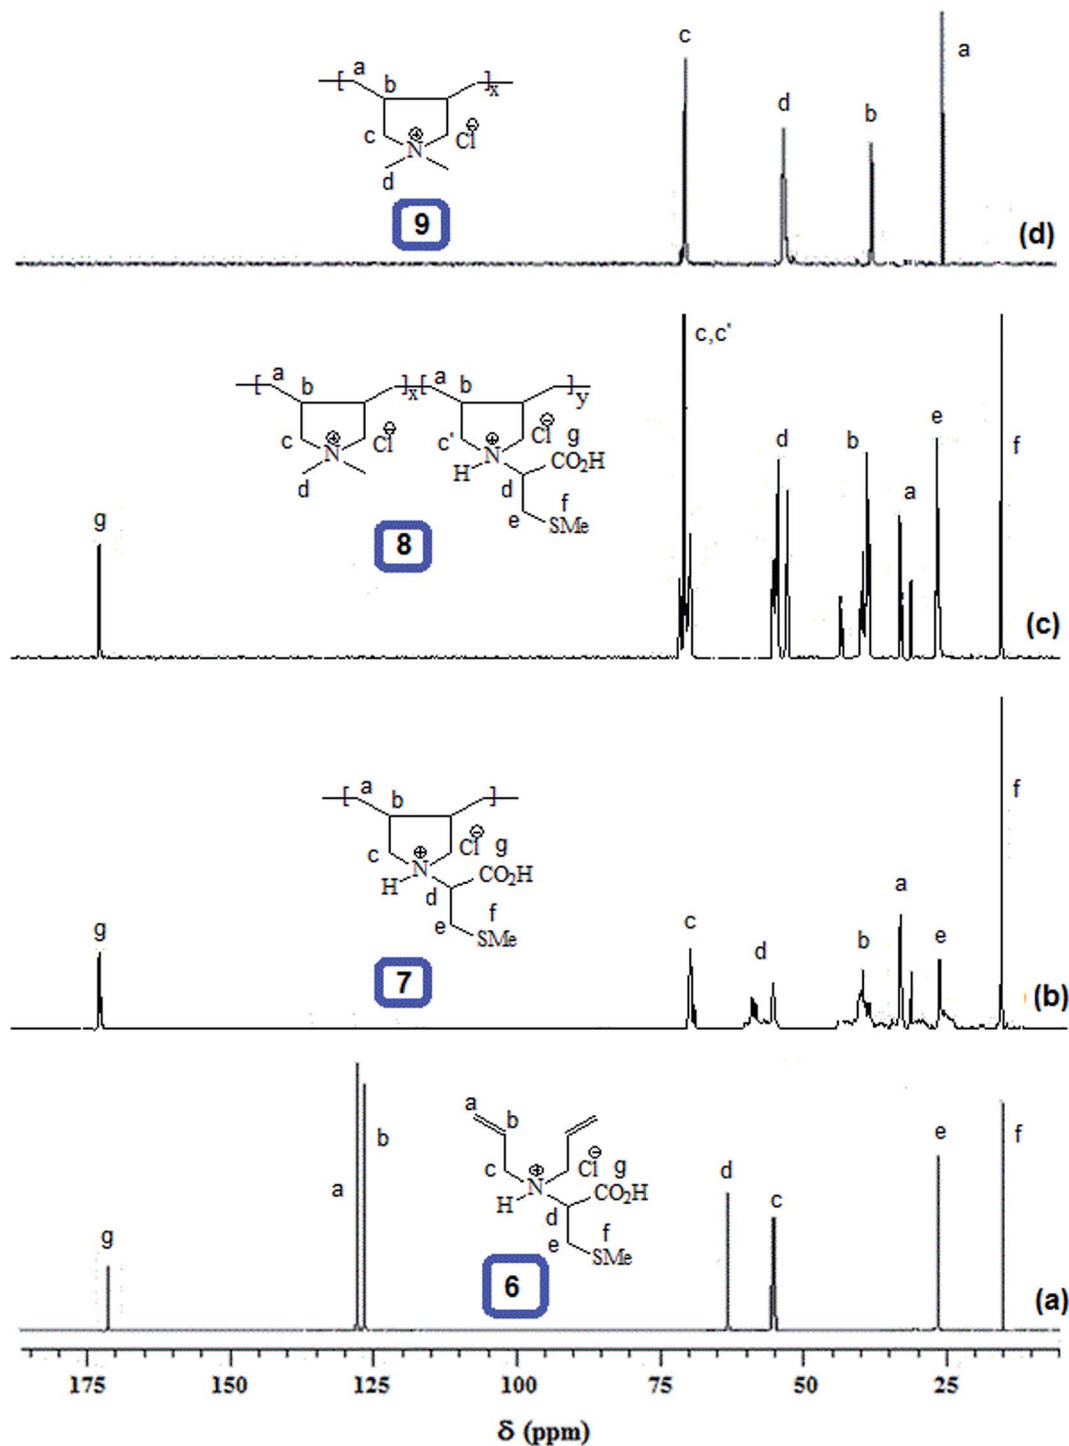 c
a
d
b
a
b
c
N⊕
Cl⊖
d
]x
9
(d)
c,c'
g
d
b
e
a
f
a
b
]x[
a
b
]y
c
N⊕
Cl⊖
d
c'
H
N⊕
Cl⊖
g
CO2H
d
e
f
SMe
8
(c)
g
c
d
b
a
e
f
a
b
c
H
N⊕
Cl⊖
g
CO2H
d
e
f
SMe
7
(b)
g
a
b
d
c
e
f
a
b
c
H
N⊕
Cl⊖
g
CO2H
d
e
f
SMe
6
(a)
175 150 125 100 75 50 25
δ (ppm)